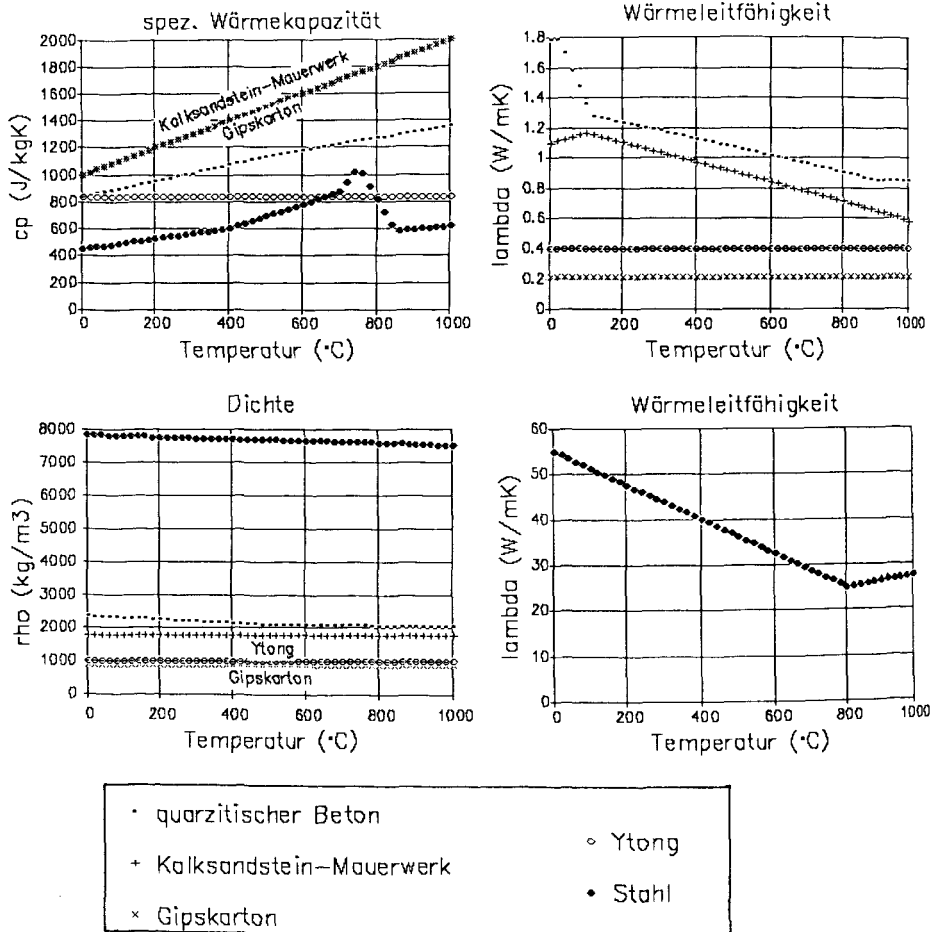 spez. Wärmekapazität
cp (J/kgK)
2000
1800
1600
1400
1200
1000
800
600
400
200
0
Kalksandstein-Mauerwerk
Gipskarton
0 200 400 600 800 1000
Temperatur (°C)
Wärmeleitfähigkeit
lambda (W/mK)
1.8
1.6
1.4
1.2
1
0.8
0.6
0.4
0.2
0
0 200 400 600 800 1000
Temperatur (°C)
Dichte
rho (kg/m3)
8000
7000
6000
5000
4000
3000
2000
1000
0
Ytong
Gipskarton
0 200 400 600 800 1000
Temperatur (°C)
Wärmeleitfähigkeit
lambda (W/mK)
60
50
40
30
20
10
0
0 200 400 600 800 1000
Temperatur (°C)
quarzitischer Beton
Kalksandstein-Mauerwerk
Gipskarton
Ytong
Stahl